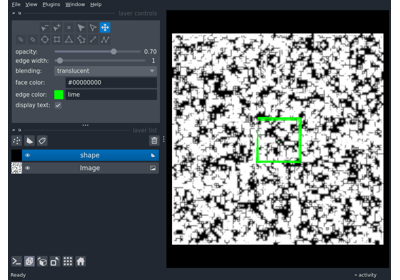 File View Plugins Window Help
layer controls
opacity: 0.70
edge width: 1
blending: translucent
face color: #00000000
edge color: lime
display text:
layer list
shape
Image
Ready
activity